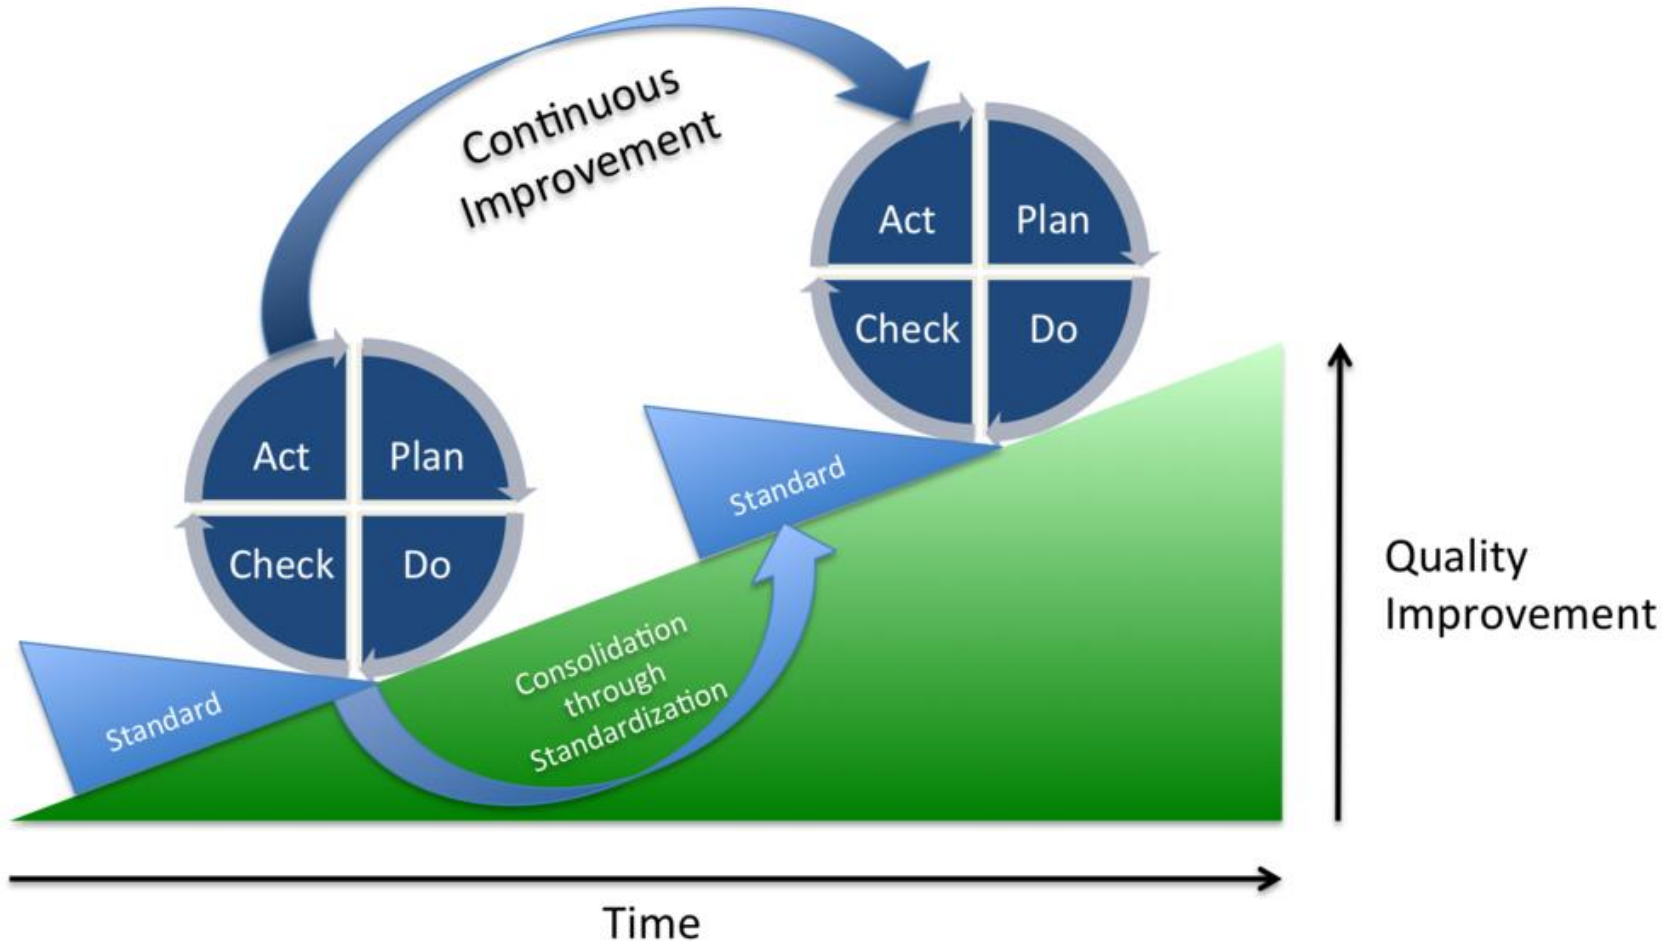 Continuous
Improvement
Act
Plan
Check
Do
Act
Plan
Check
Do
Standard
Standard
Consolidation
through
Standardization
Quality
Improvement
Time